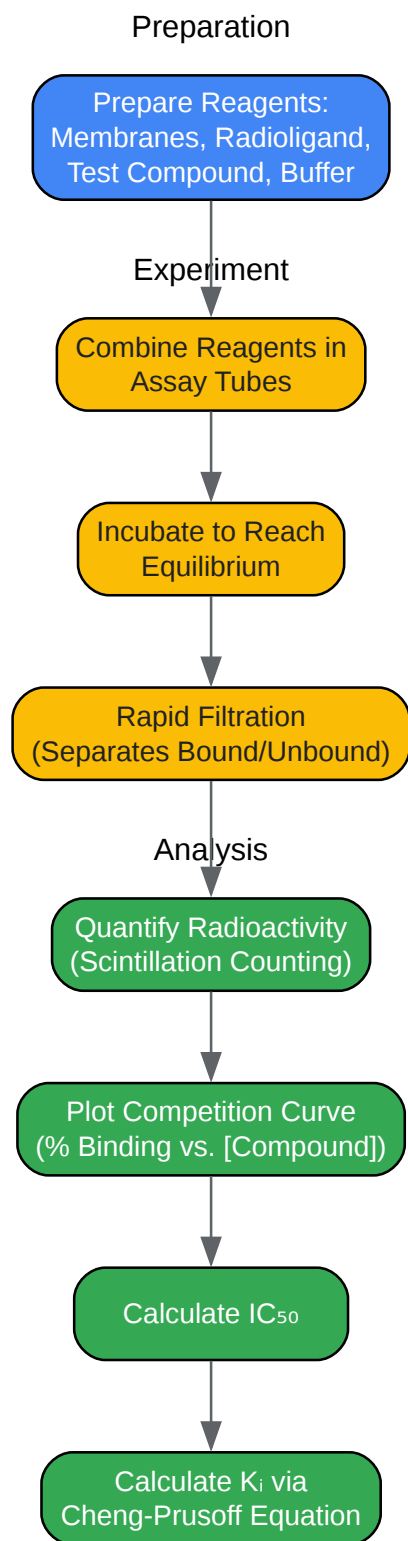 Preparation
Prepare Reagents:
Membranes, Radioligand,
Test Compound, Buffer
Experiment
Combine Reagents in
Assay Tubes
Incubate to Reach
Equilibrium
Rapid Filtration
(Separates Bound/Unbound)
Analysis
Quantify Radioactivity
(Scintillation Counting)
Plot Competition Curve
(% Binding vs. [Compound])
Calculate IC₅₀
Calculate Kᵢ via
Cheng-Prusoff Equation